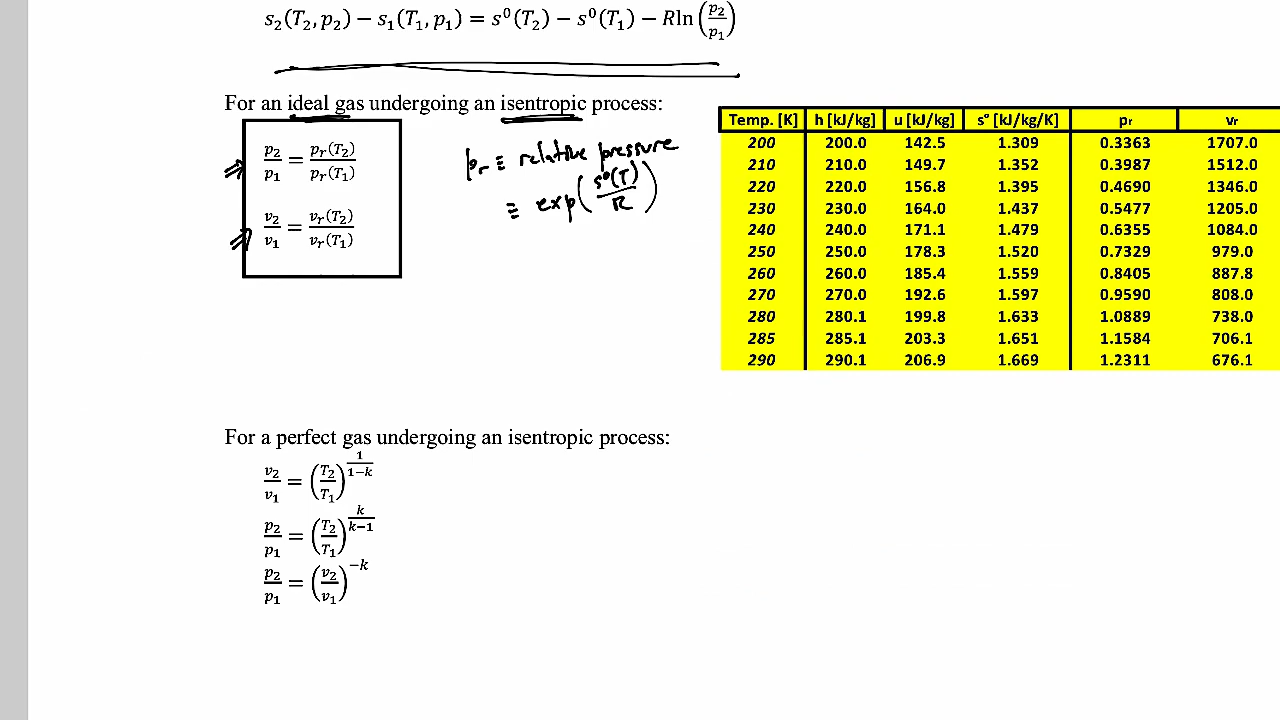 s₂(T₂, p₂) − s₁(T₁, p₁) = s⁰(T₂) − s⁰(T₁) − Rln(p₂/p₁)
For an ideal gas undergoing an isentropic process:
p₂/p₁ = pᵣ(T₂)/pᵣ(T₁)
v₂/v₁ = vᵣ(T₂)/vᵣ(T₁)
pᵣ ≡ relative pressure
≡ exp(s⁰(T)/R)
Temp. [K] h [kJ/kg] u [kJ/kg] s° [kJ/kg/K] pr vr
200 200.0 142.5 1.309 0.3363 1707.0
210 210.0 149.7 1.352 0.3987 1512.0
220 220.0 156.8 1.395 0.4690 1346.0
230 230.0 164.0 1.437 0.5477 1205.0
240 240.0 171.1 1.479 0.6355 1084.0
250 250.0 178.3 1.520 0.7329 979.0
260 260.0 185.4 1.559 0.8405 887.8
270 270.0 192.6 1.597 0.9590 808.0
280 280.1 199.8 1.633 1.0889 738.0
285 285.1 203.3 1.651 1.1584 706.1
290 290.1 206.9 1.669 1.2311 676.1
For a perfect gas undergoing an isentropic process:
v₂/v₁ = (T₂/T₁)^(1/(1−k))
p₂/p₁ = (T₂/T₁)^(k/(k−1))
p₂/p₁ = (v₂/v₁)^(−k)